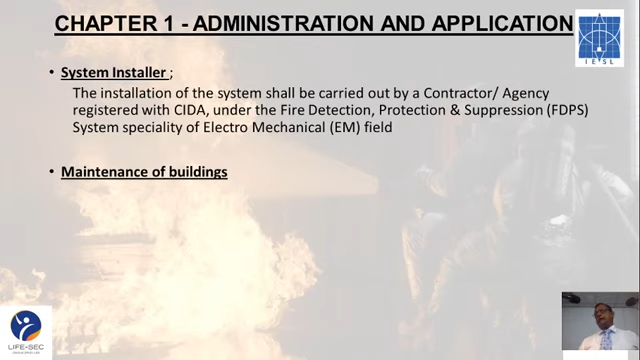 CHAPTER 1 - ADMINISTRATION AND APPLICATION
• System Installer ;
The installation of the system shall be carried out by a Contractor/ Agency
registered with CIDA, under the Fire Detection, Protection & Suppression (FDPS)
System speciality of Electro Mechanical (EM) field
• Maintenance of buildings
I E S L
LIFE-SEC